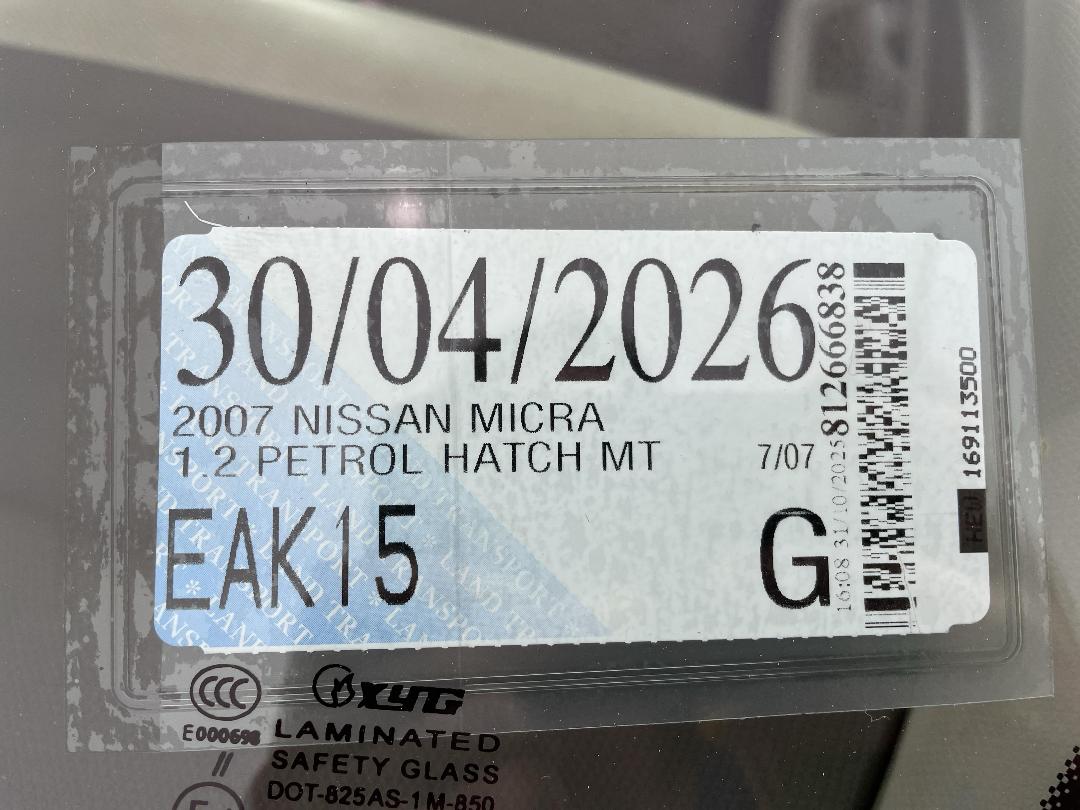 30/04/2026
2007 NISSAN MICRA
1 2 PETROL HATCH MT 7/07
EAK15 G
812666838
16:08 31/10/2025
169113500
CCC
E000698
//
XYG
LAMINATED
SAFETY GLASS
DOT-825AS-1M-850